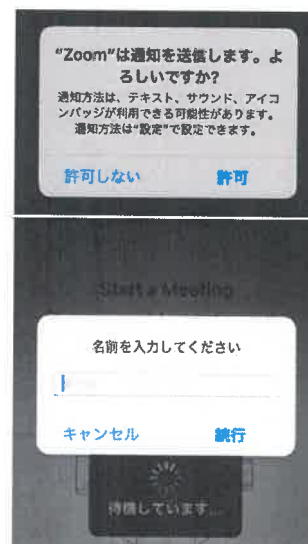 "Zoom"は通知を送信します。よ
ろしいですか?
通知方法は、テキスト、サウンド、アイコ
ンバッジが利用できる可能性があります。
通知方法は"設定"で設定できます。
許可しない 許可
Start a Meeting
名前を入力してください
キャンセル 続行
待機しています...